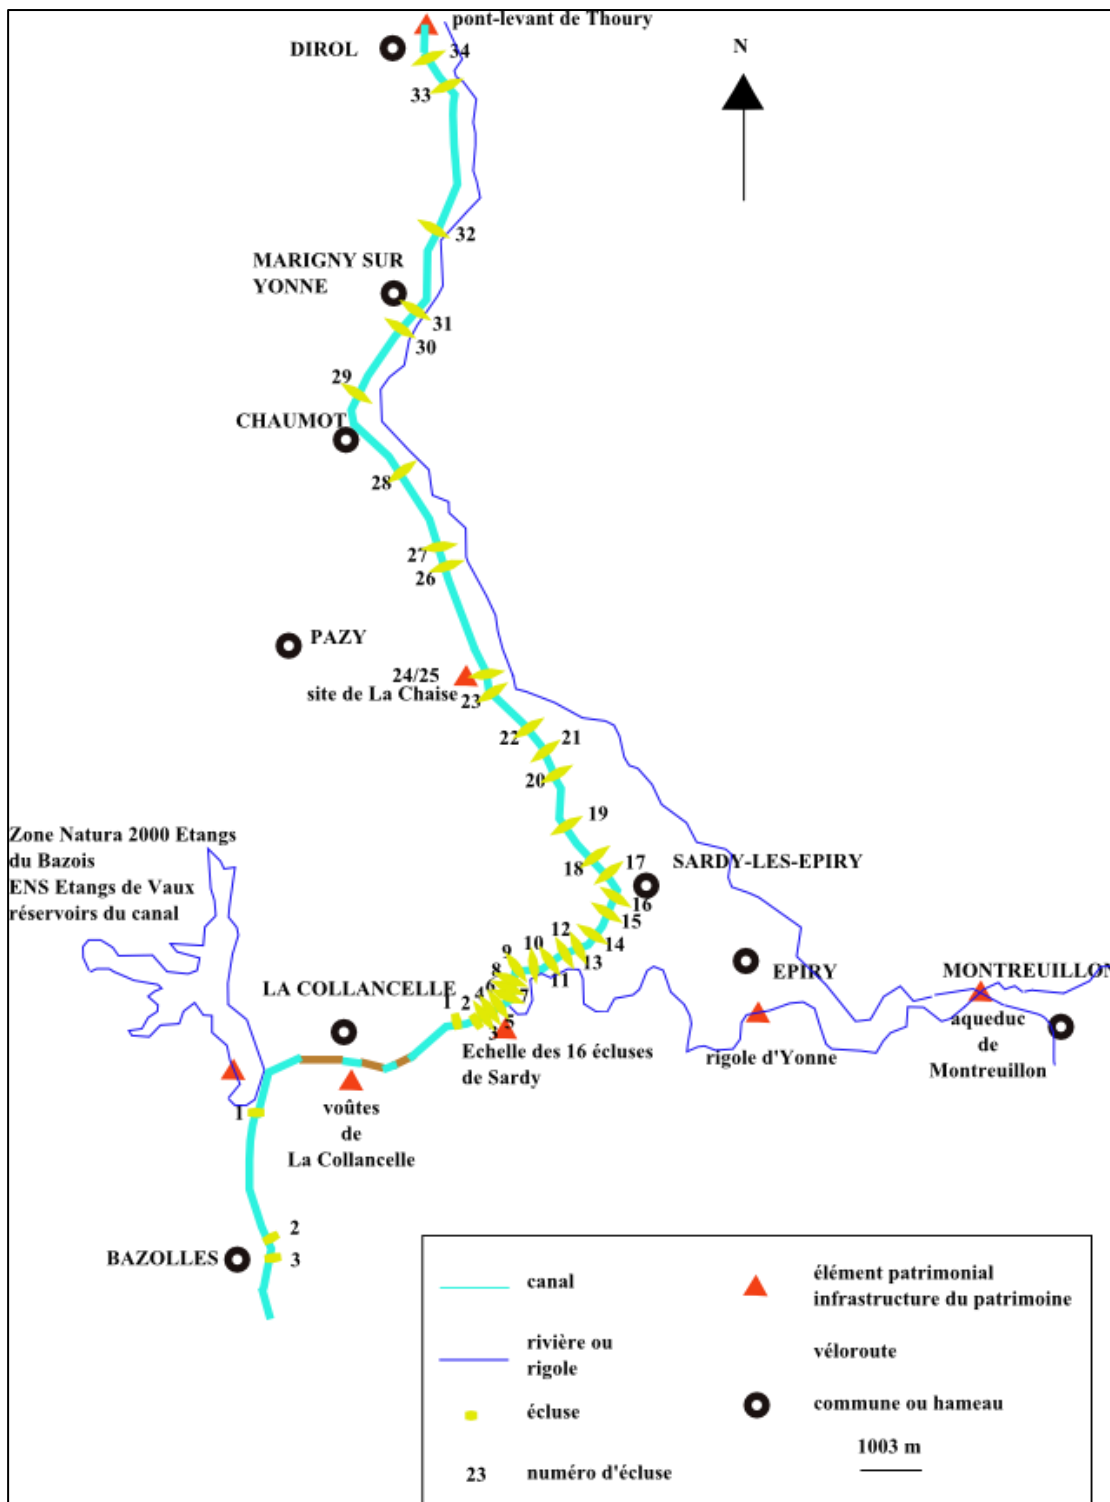 pont-levant de Thoury
DIROL
34
33
N
32
MARIGNY SUR
YONNE
31
30
29
CHAUMOT
28
27
26
PAZY
24/25
site de La Chaise
23
22
21
20
19
Zone Natura 2000 Etangs
du Bazois
ENS Etangs de Vaux
réservoirs du canal
18
17
SARDY-LES-EPIRY
16
15
14
12
13
9
10
11
8
6
7
4
5
3
LA COLLANCELLE
1
2
EPIRY
MONTREUILLON
Echelle des 16 écluses
de Sardy
rigole d'Yonne
aqueduc
de
Montreuillon
1
voûtes
de
La Collancelle
2
BAZOLLES
3
canal
élément patrimonial
infrastructure du patrimoine
rivière ou
rigole
véloroute
écluse
commune ou hameau
1003 m
23
numéro d'écluse